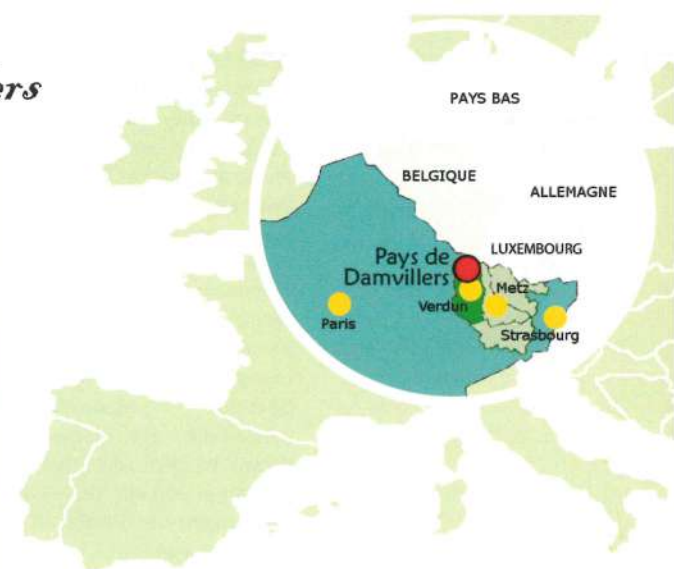 ers
PAYS BAS
BELGIQUE
ALLEMAGNE
LUXEMBOURG
Pays de
Damvillers
Metz
Verdun
Paris
Strasbourg